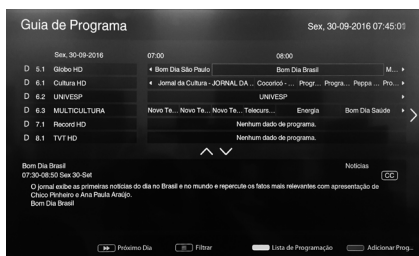 Guia de Programa
Sex, 30-09-2016 07:45:01
Sex, 30-09-2016 07:00 08:00
D 5.1 Globo HD Bom Dia São Paulo Bom Dia Brasil M...
D 6.1 Cultura HD Jornal da Cultura - JORNAL DA ... Cocoricó - ... Progr... Progra... Peppa ... Pro...
D 6.2 UNIVESP UNIVESP
D 6.3 MULTICULTURA Novo Te... Novo Te... Novo Te... Telecurs... Energia Bom Dia Saúde
D 7.1 Record HD Nenhum dado de programa.
D 8.1 TVT HD Nenhum dado de programa.
Bom Dia Brasil Notícias
07:30-08:50 Sex 30-Set CC
O jornal exibe as primeiras notícias do dia no Brasil e no mundo e repercute os fatos mais relevantes com apresentação de
Chico Pinheiro e Ana Paula Araújo.
Bom Dia Brasil
Próximo Dia Filtrar Lista de Programação Adicionar Prog...